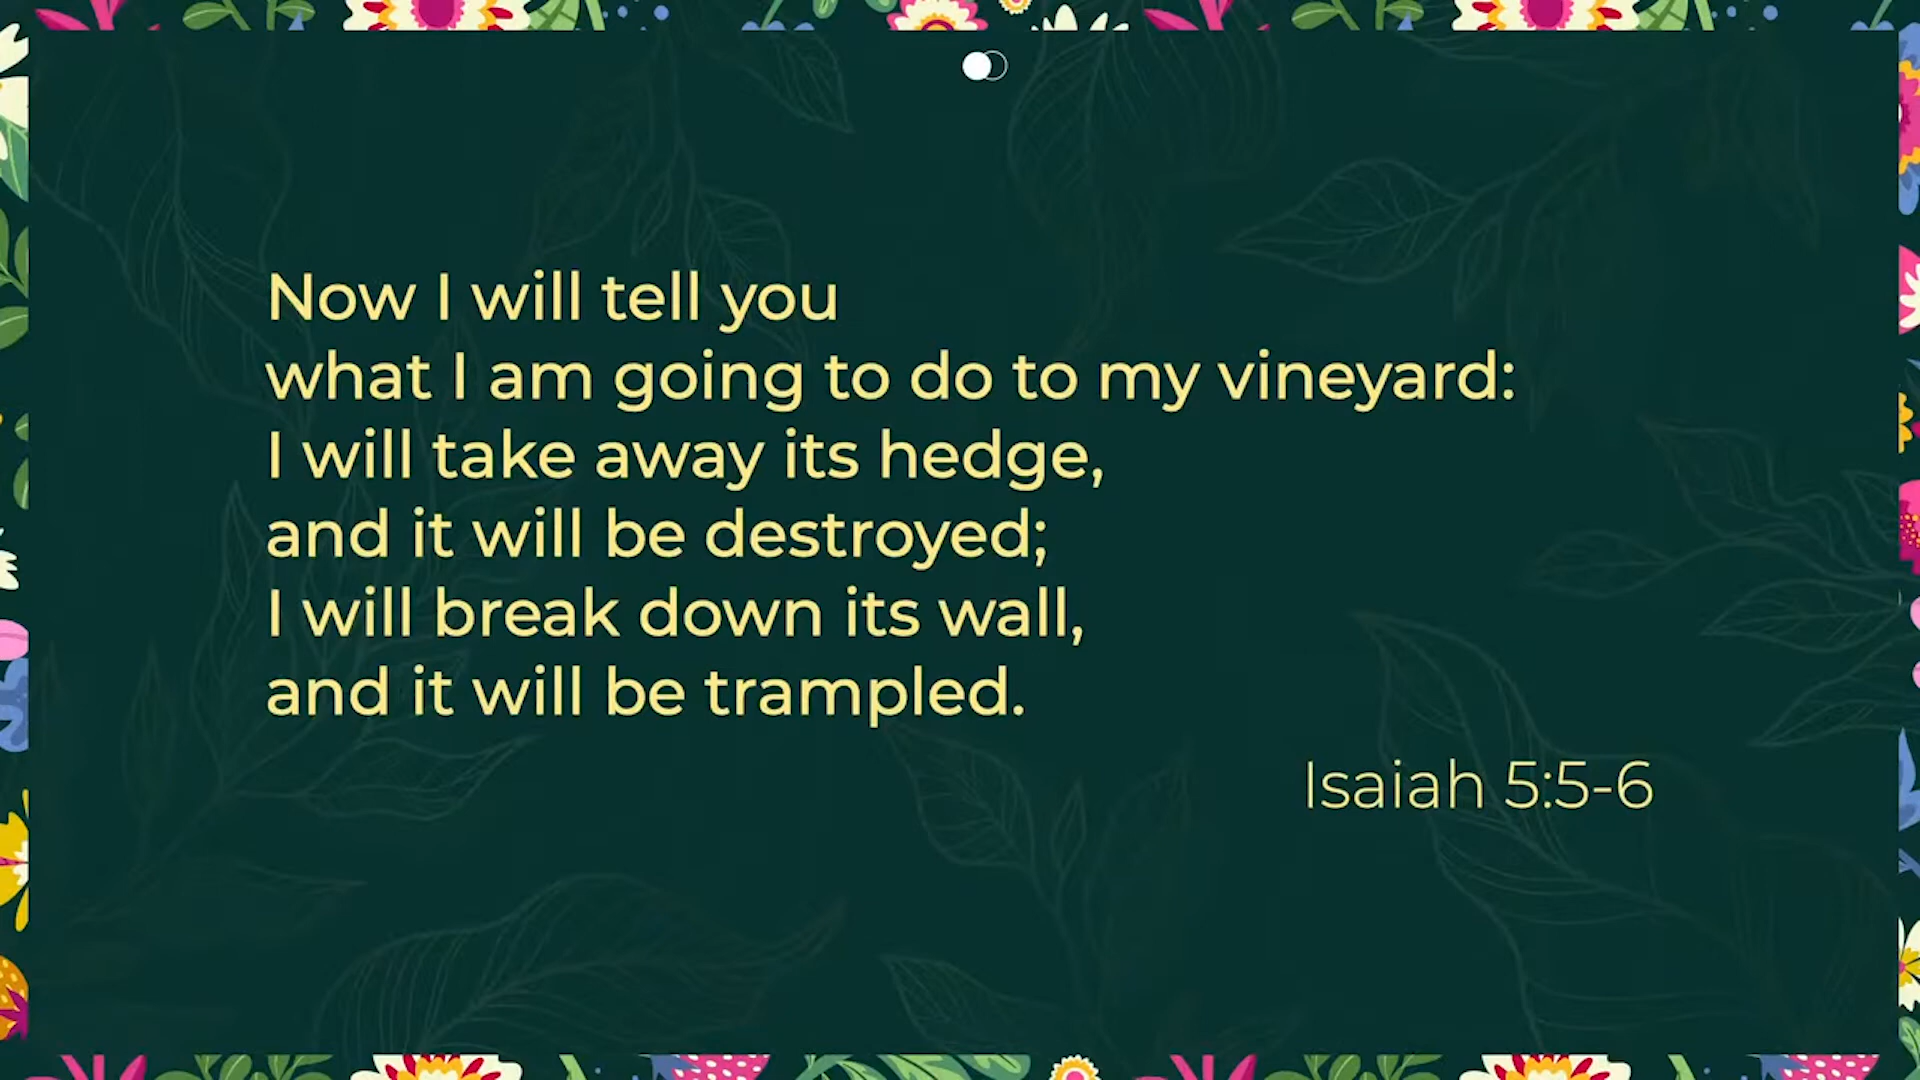 Now I will tell you
what I am going to do to my vineyard:
I will take away its hedge,
and it will be destroyed;
I will break down its wall,
and it will be trampled.
Isaiah 5:5-6